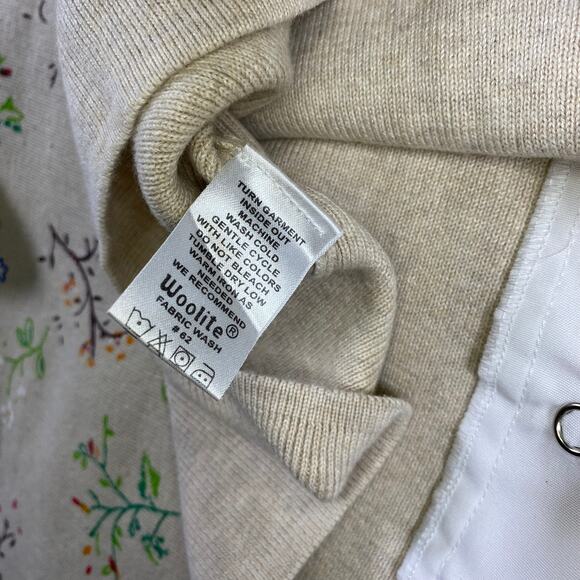 TURN GARMENT
INSIDE OUT
MACHINE
WASH COLD
GENTLE CYCLE
WITH LIKE COLORS
DO NOT BLEACH
TUMBLE DRY LOW
WARM IRON AS
NEEDED
WE RECOMMEND
Woolite®
FABRIC WASH
# 62